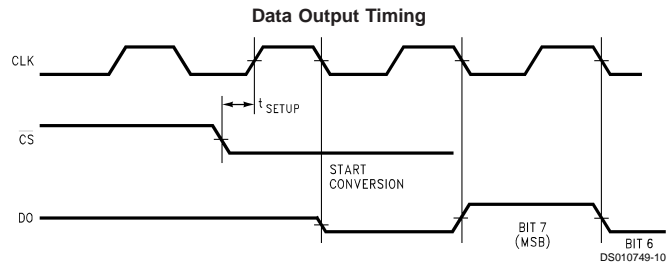 Data Output Timing
CLK
t SETUP
CS
START
CONVERSION
DO
BIT 7
(MSB)
BIT 6
DS010749-10